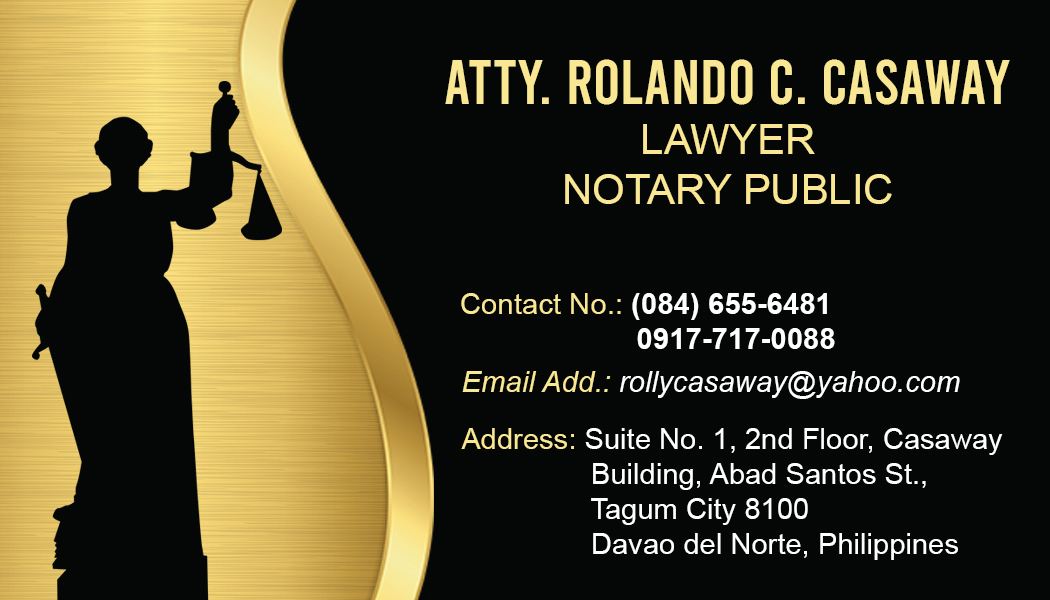 ATTY. ROLANDO C. CASAWAY
LAWYER
NOTARY PUBLIC
Contact No.: (084) 655-6481
0917-717-0088
Email Add.: rollycasaway@yahoo.com
Address: Suite No. 1, 2nd Floor, Casaway
Building, Abad Santos St.,
Tagum City 8100
Davao del Norte, Philippines